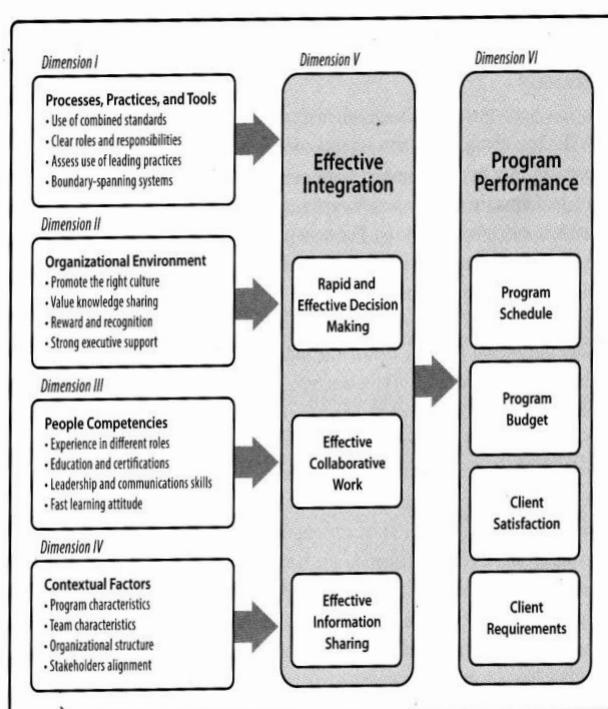 Dimension I
Processes, Practices, and Tools
• Use of combined standards
• Clear roles and responsibilities
• Assess use of leading practices
• Boundary-spanning systems
Dimension II
Organizational Environment
• Promote the right culture
• Value knowledge sharing
• Reward and recognition
• Strong executive support
Dimension III
People Competencies
• Experience in different roles
• Education and certifications
• Leadership and communications skills
• Fast learning attitude
Dimension IV
Contextual Factors
• Program characteristics
• Team characteristics
• Organizational structure
• Stakeholders alignment
Dimension V
Effective
Integration
Rapid and
Effective Decision
Making
Effective
Collaborative
Work
Effective
Information
Sharing
Dimension VI
Program
Performance
Program
Schedule
Program
Budget
Client
Satisfaction
Client
Requirements